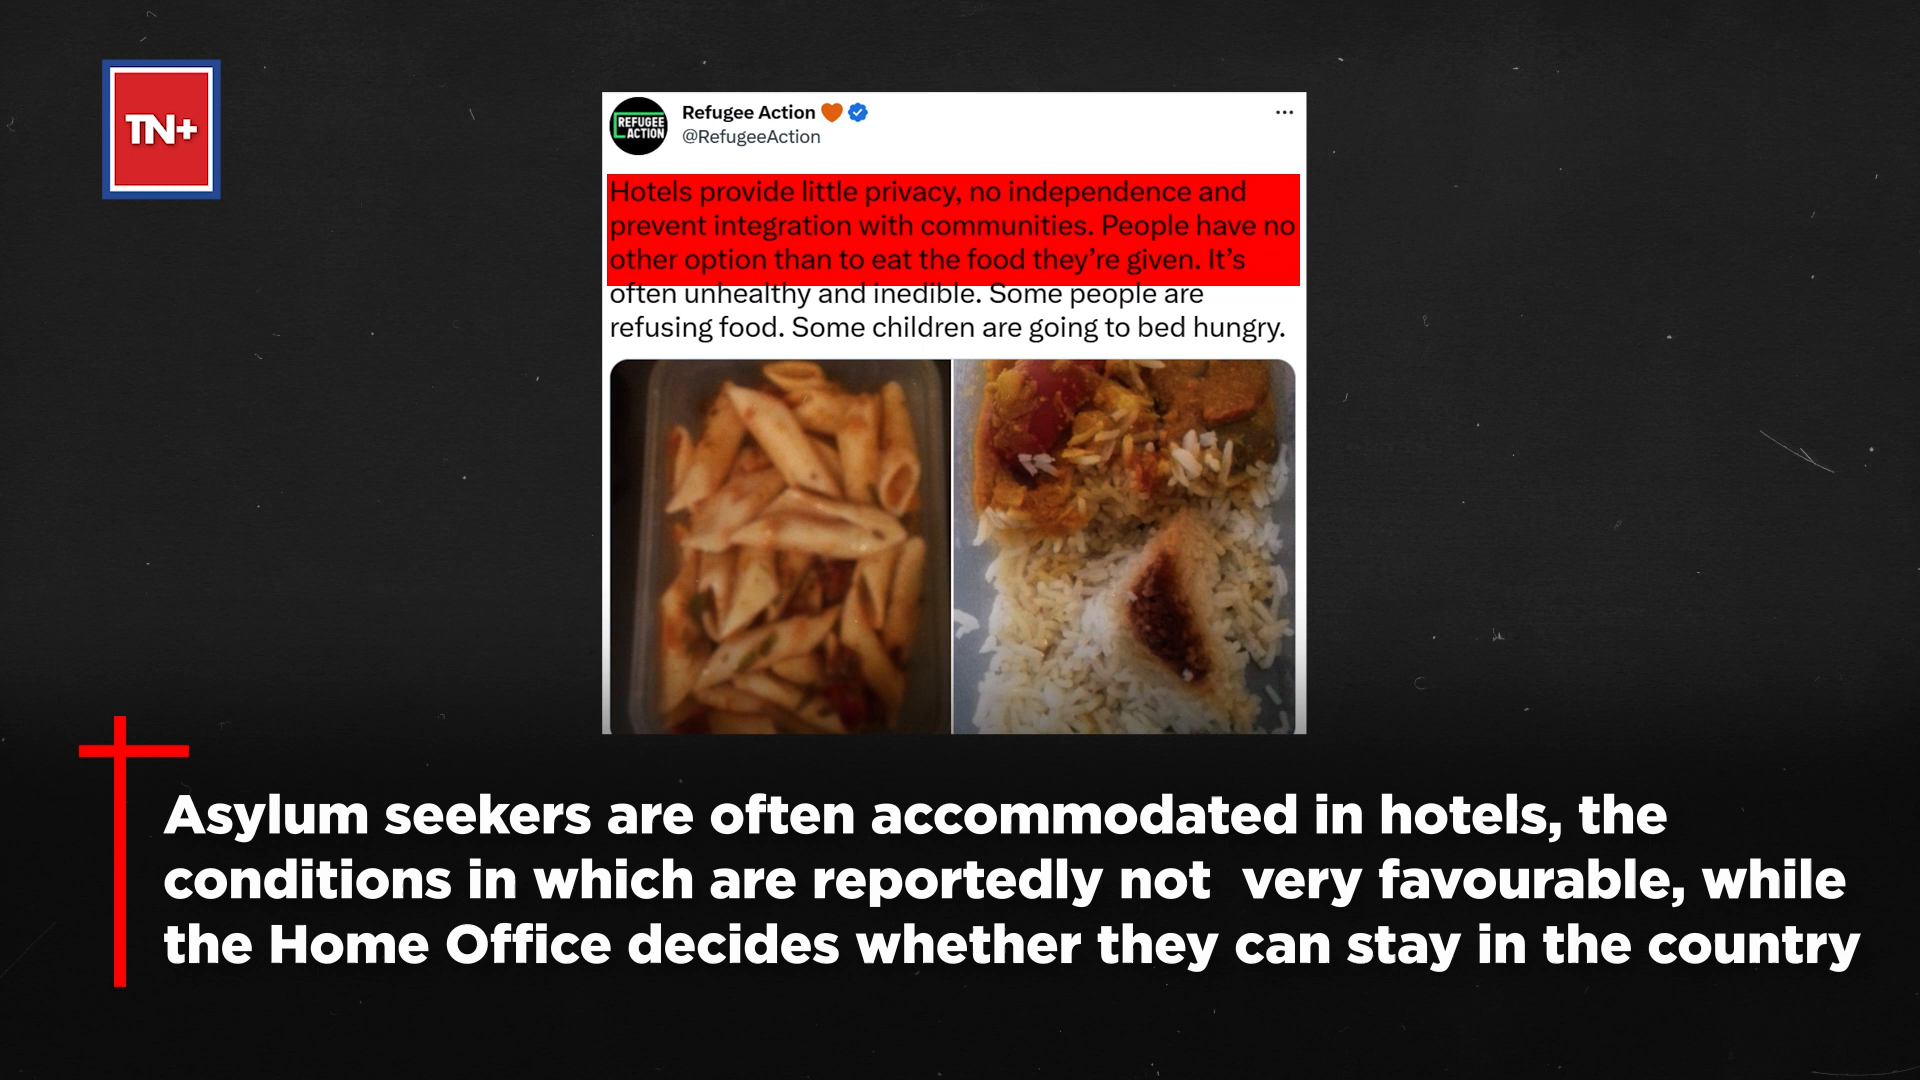 TN+
REFUGEE
ACTION
Refugee Action
@RefugeeAction
Hotels provide little privacy, no independence and
prevent integration with communities. People have no
other option than to eat the food they’re given. It’s
often unhealthy and inedible. Some people are
refusing food. Some children are going to bed hungry.
Asylum seekers are often accommodated in hotels, the
conditions in which are reportedly not  very favourable, while
the Home Office decides whether they can stay in the country